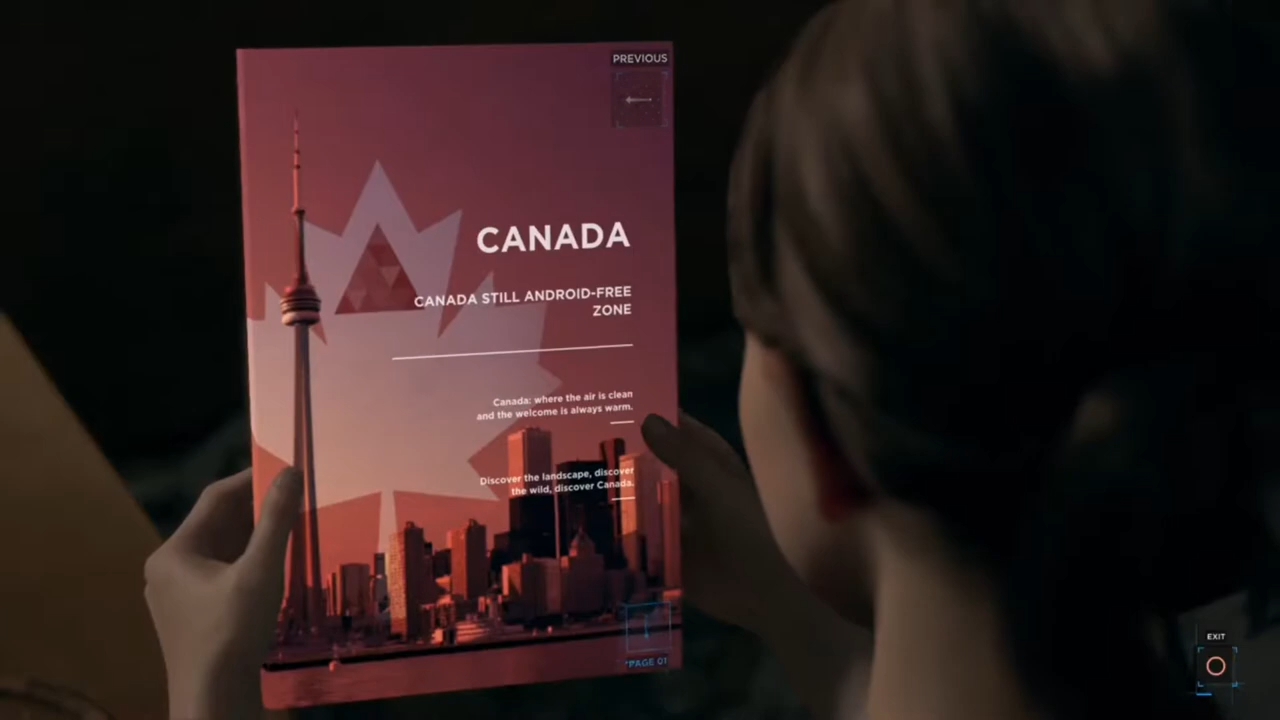 PREVIOUS
CANADA
CANADA STILL ANDROID-FREE
ZONE
Canada: where the air is clean
and the welcome is always warm.
Discover the landscape, discover
the wild, discover Canada.
PAGE 01
EXIT